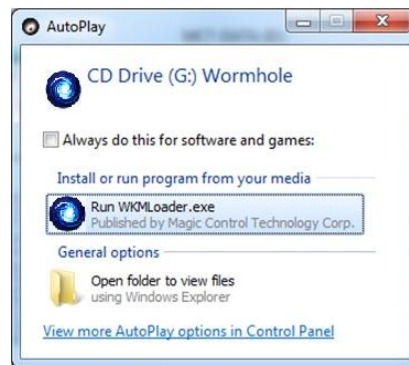 AutoPlay
CD Drive (G:) Wormhole
Always do this for software and games:
Install or run program from your media
Run WKMLoader.exe
Published by Magic Control Technology Corp.
General options
Open folder to view files
using Windows Explorer
View more AutoPlay options in Control Panel